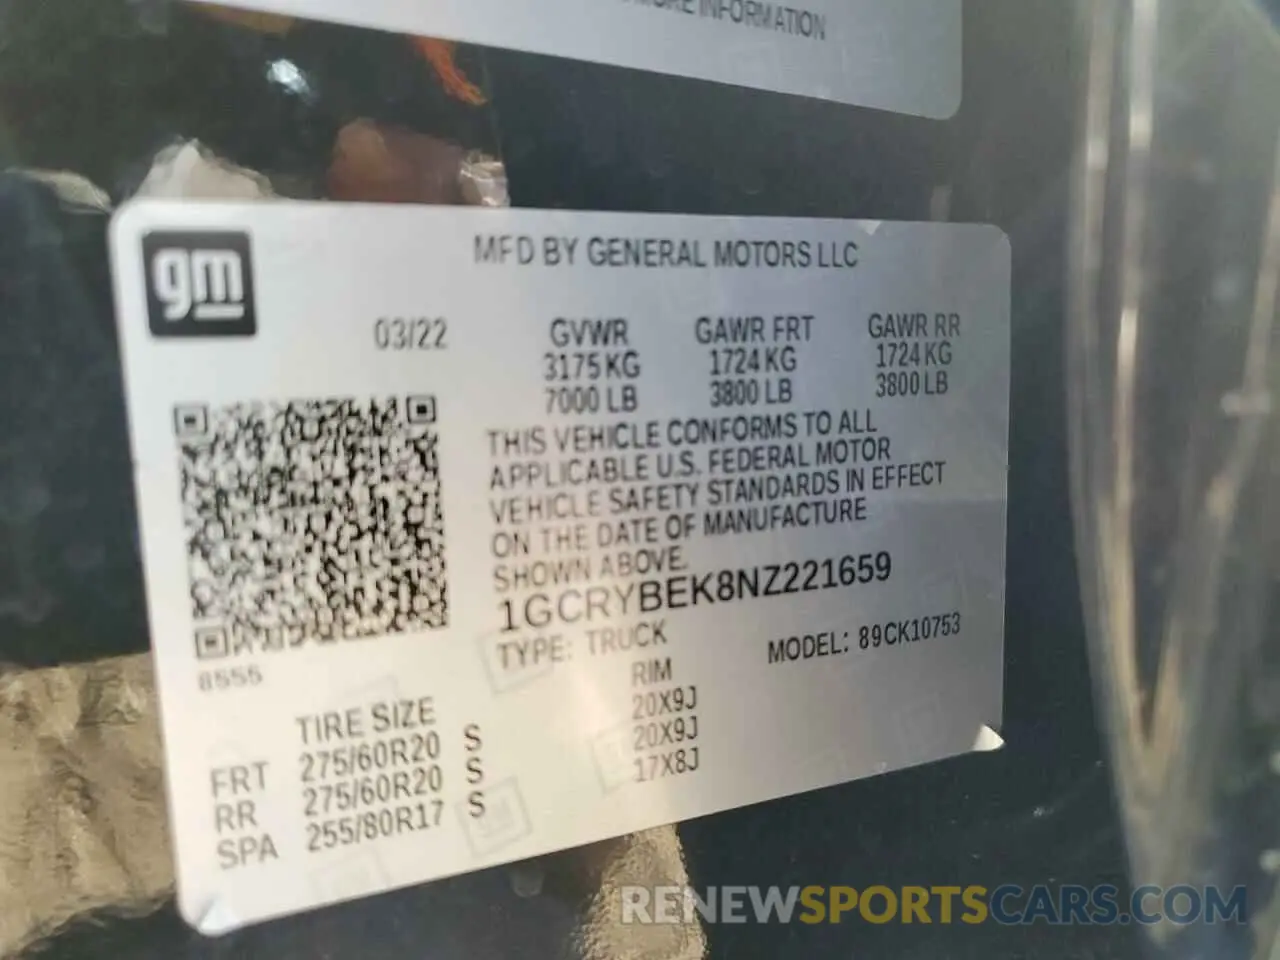 MORE INFORMATION
gm
MFD BY GENERAL MOTORS LLC
03/22 GVWR GAWR FRT GAWR RR
3175 KG 1724 KG 1724 KG
7000 LB 3800 LB 3800 LB
THIS VEHICLE CONFORMS TO ALL
APPLICABLE U.S. FEDERAL MOTOR
VEHICLE SAFETY STANDARDS IN EFFECT
ON THE DATE OF MANUFACTURE
SHOWN ABOVE.
1GCRYBEK8NZ221659
TYPE: TRUCK MODEL: 89CK10753
8555
TIRE SIZE RIM
FRT 275/60R20 S 20X9J
RR 275/60R20 S 20X9J
SPA 255/80R17 S 17X8J
RENEWSPORTSCARS.COM